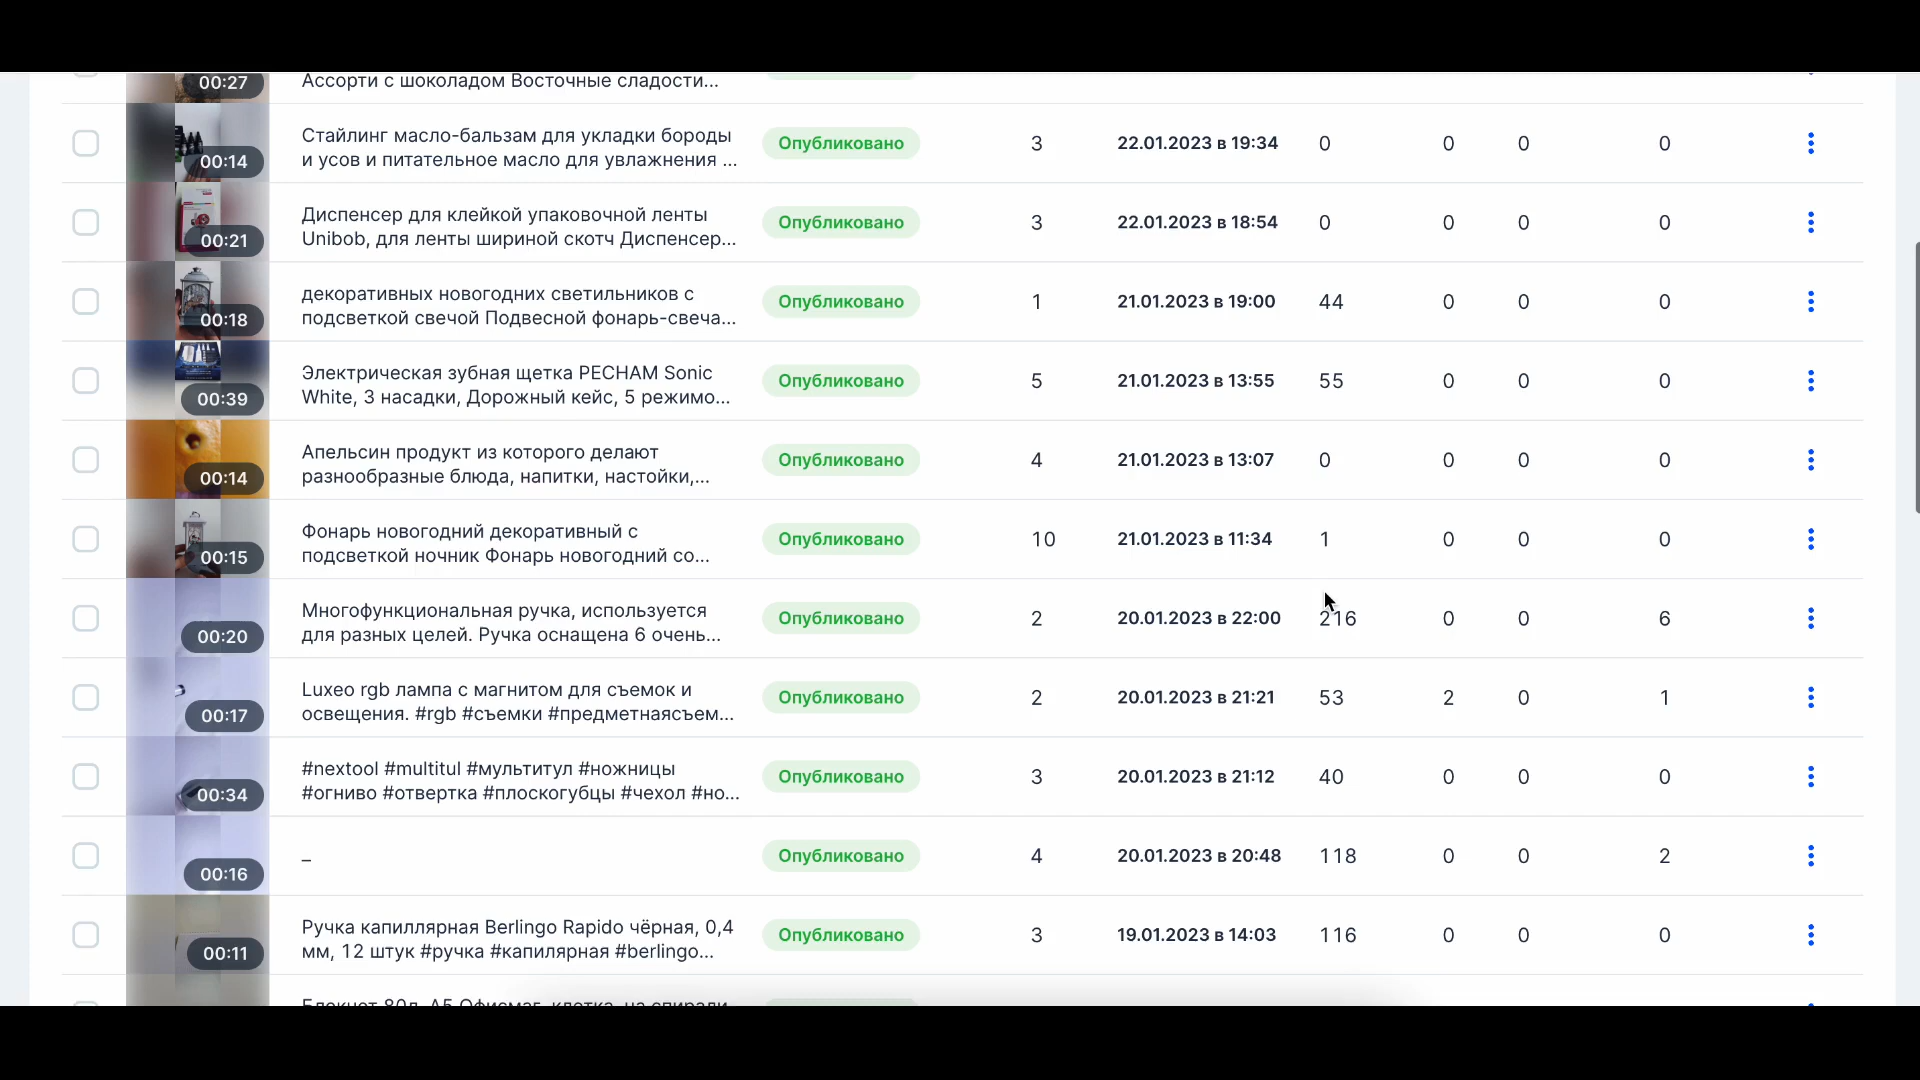 00:27
Ассорти с шоколадом Восточные сладости...
00:14
Стайлинг масло-бальзам для укладки бороды
и усов и питательное масло для увлажнения ...
Опубликовано 3 22.01.2023 в 19:34 0 0 0 0
00:21
Диспенсер для клейкой упаковочной ленты
Unibob, для ленты шириной скотч Диспенсер...
Опубликовано 3 22.01.2023 в 18:54 0 0 0 0
00:18
декоративных новогодних светильников с
подсветкой свечой Подвесной фонарь-свеча...
Опубликовано 1 21.01.2023 в 19:00 44 0 0 0
00:39
Электрическая зубная щетка PECHAM Sonic
White, 3 насадки, Дорожный кейс, 5 режимо...
Опубликовано 5 21.01.2023 в 13:55 55 0 0 0
00:14
Апельсин продукт из которого делают
разнообразные блюда, напитки, настойки,...
Опубликовано 4 21.01.2023 в 13:07 0 0 0 0
00:15
Фонарь новогодний декоративный с
подсветкой ночник Фонарь новогодний со...
Опубликовано 10 21.01.2023 в 11:34 1 0 0 0
00:20
Многофункциональная ручка, используется
для разных целей. Ручка оснащена 6 очень...
Опубликовано 2 20.01.2023 в 22:00 216 0 0 6
00:17
Luxeo rgb лампа с магнитом для съемок и
освещения. #rgb #съемки #предметнаясъем...
Опубликовано 2 20.01.2023 в 21:21 53 2 0 1
00:34
#nextool #multitul #мультитул #ножницы
#огниво #отвертка #плоскогубцы #чехол #но...
Опубликовано 3 20.01.2023 в 21:12 40 0 0 0
00:16
–
Опубликовано 4 20.01.2023 в 20:48 118 0 0 2
00:11
Ручка капиллярная Berlingo Rapido чёрная, 0,4
мм, 12 штук #ручка #капилярная #berlingo...
Опубликовано 3 19.01.2023 в 14:03 116 0 0 0
Блокнот 80л, А5 Офисмаг, клетка, на спирали,